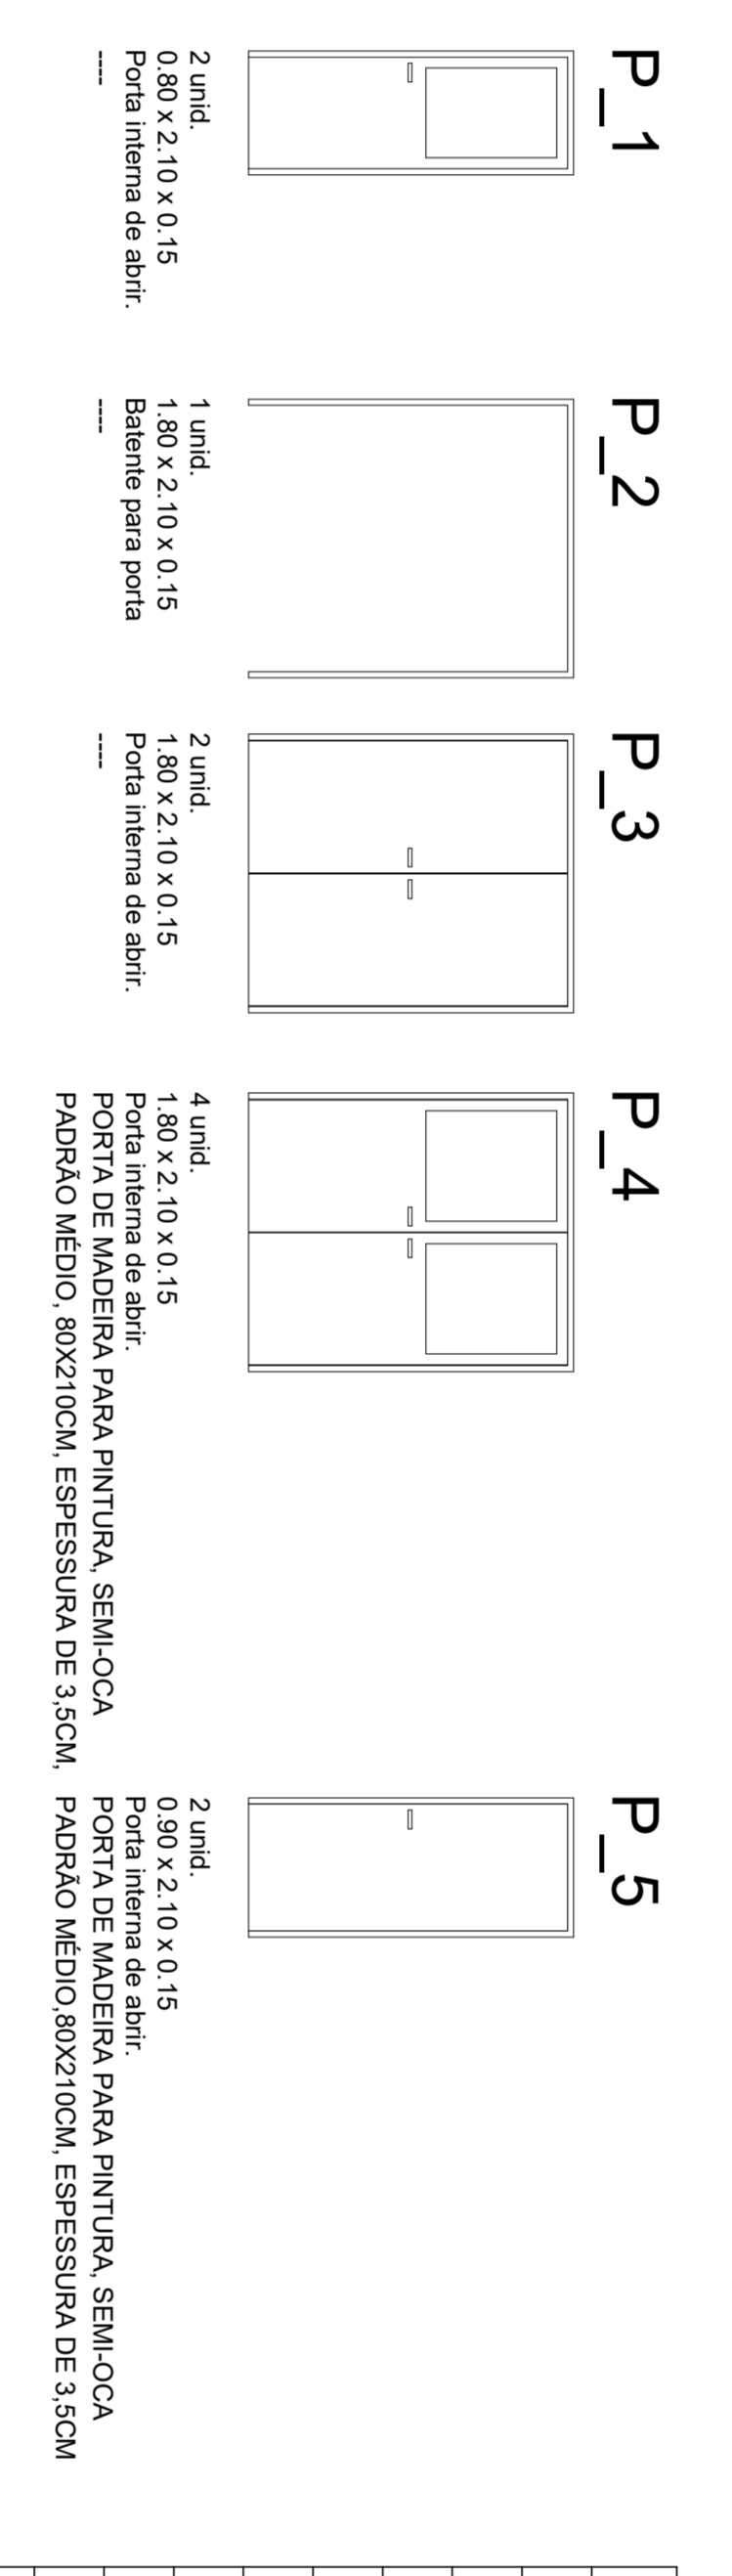 P_1
2 unid.
0.80 x 2.10 x 0.15
Porta interna de abrir.
----
P_2
1 unid.
1.80 x 2.10 x 0.15
Batente para porta
----
P_3
2 unid.
1.80 x 2.10 x 0.15
Porta interna de abrir.
----
P_4
4 unid.
1.80 x 2.10 x 0.15
Porta interna de abrir.
PORTA DE MADEIRA PARA PINTURA, SEMI-OCA
PADRÃO MÉDIO, 80X210CM, ESPESSURA DE 3,5CM,
P_5
2 unid.
0.90 x 2.10 x 0.15
Porta interna de abrir.
PORTA DE MADEIRA PARA PINTURA, SEMI-OCA
PADRÃO MÉDIO,80X210CM, ESPESSURA DE 3,5CM